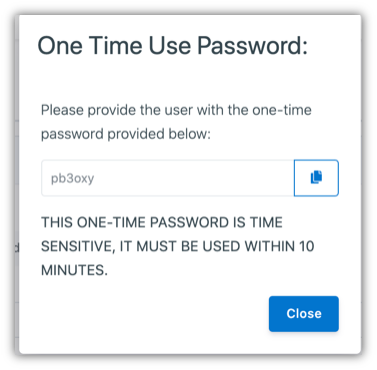 One Time Use Password:
Please provide the user with the one-time
password provided below:
pb3oxy
THIS ONE-TIME PASSWORD IS TIME
SENSITIVE, IT MUST BE USED WITHIN 10
MINUTES.
Close